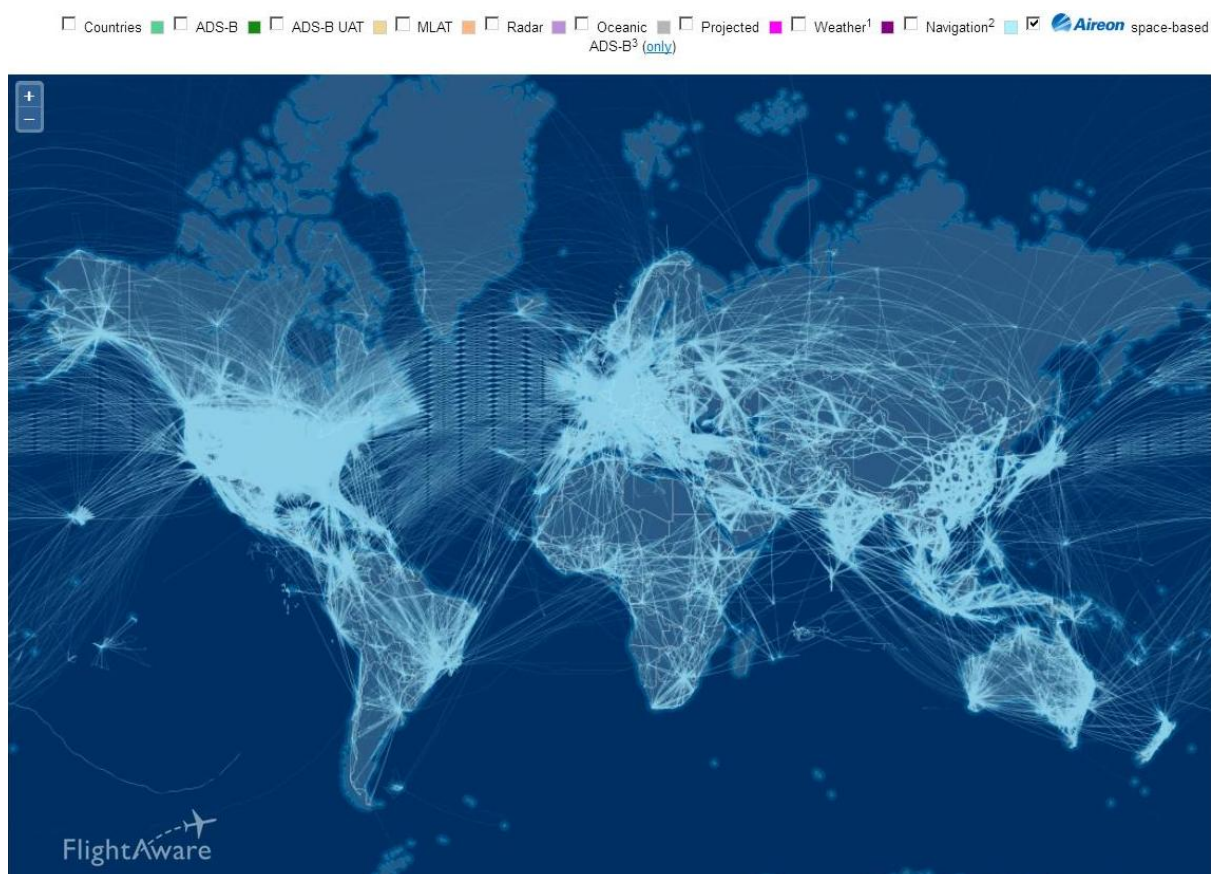 Countries ADS-B ADS-B UAT MLAT Radar Oceanic Projected Weather¹ Navigation² Aireon space-based
ADS-B³ (only)
+
−
FlightAware